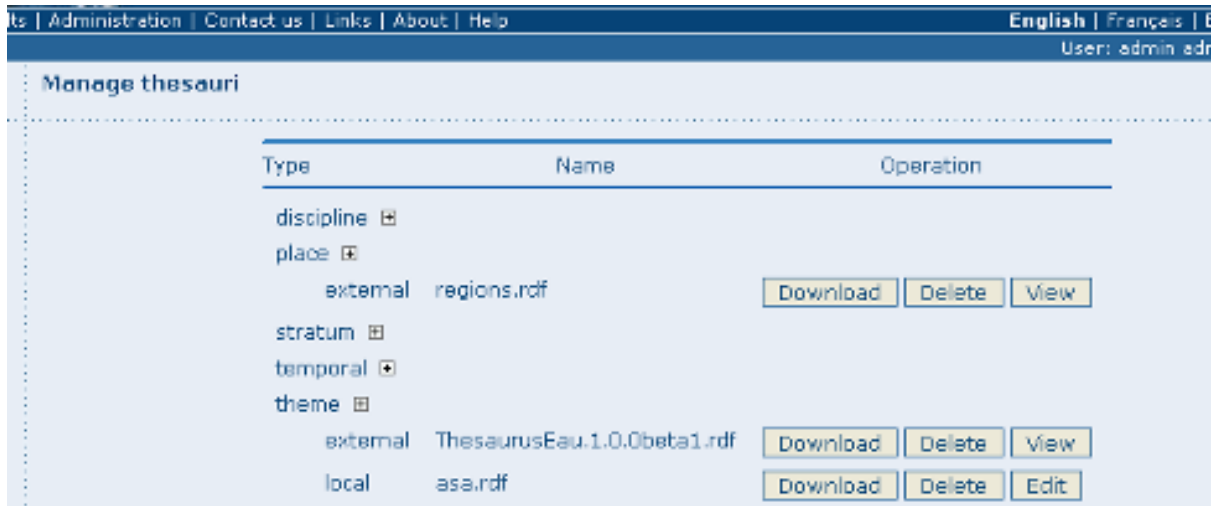 lts | Administration | Contact us | Links | About | Help English | Français | E
User: admin adm
Manage thesauri
Type Name Operation
discipline
place
external regions.rdf Download Delete View
stratum
temporal
theme
external ThesaurusEau.1.0.0beta1.rdf Download Delete View
local asa.rdf Download Delete Edit